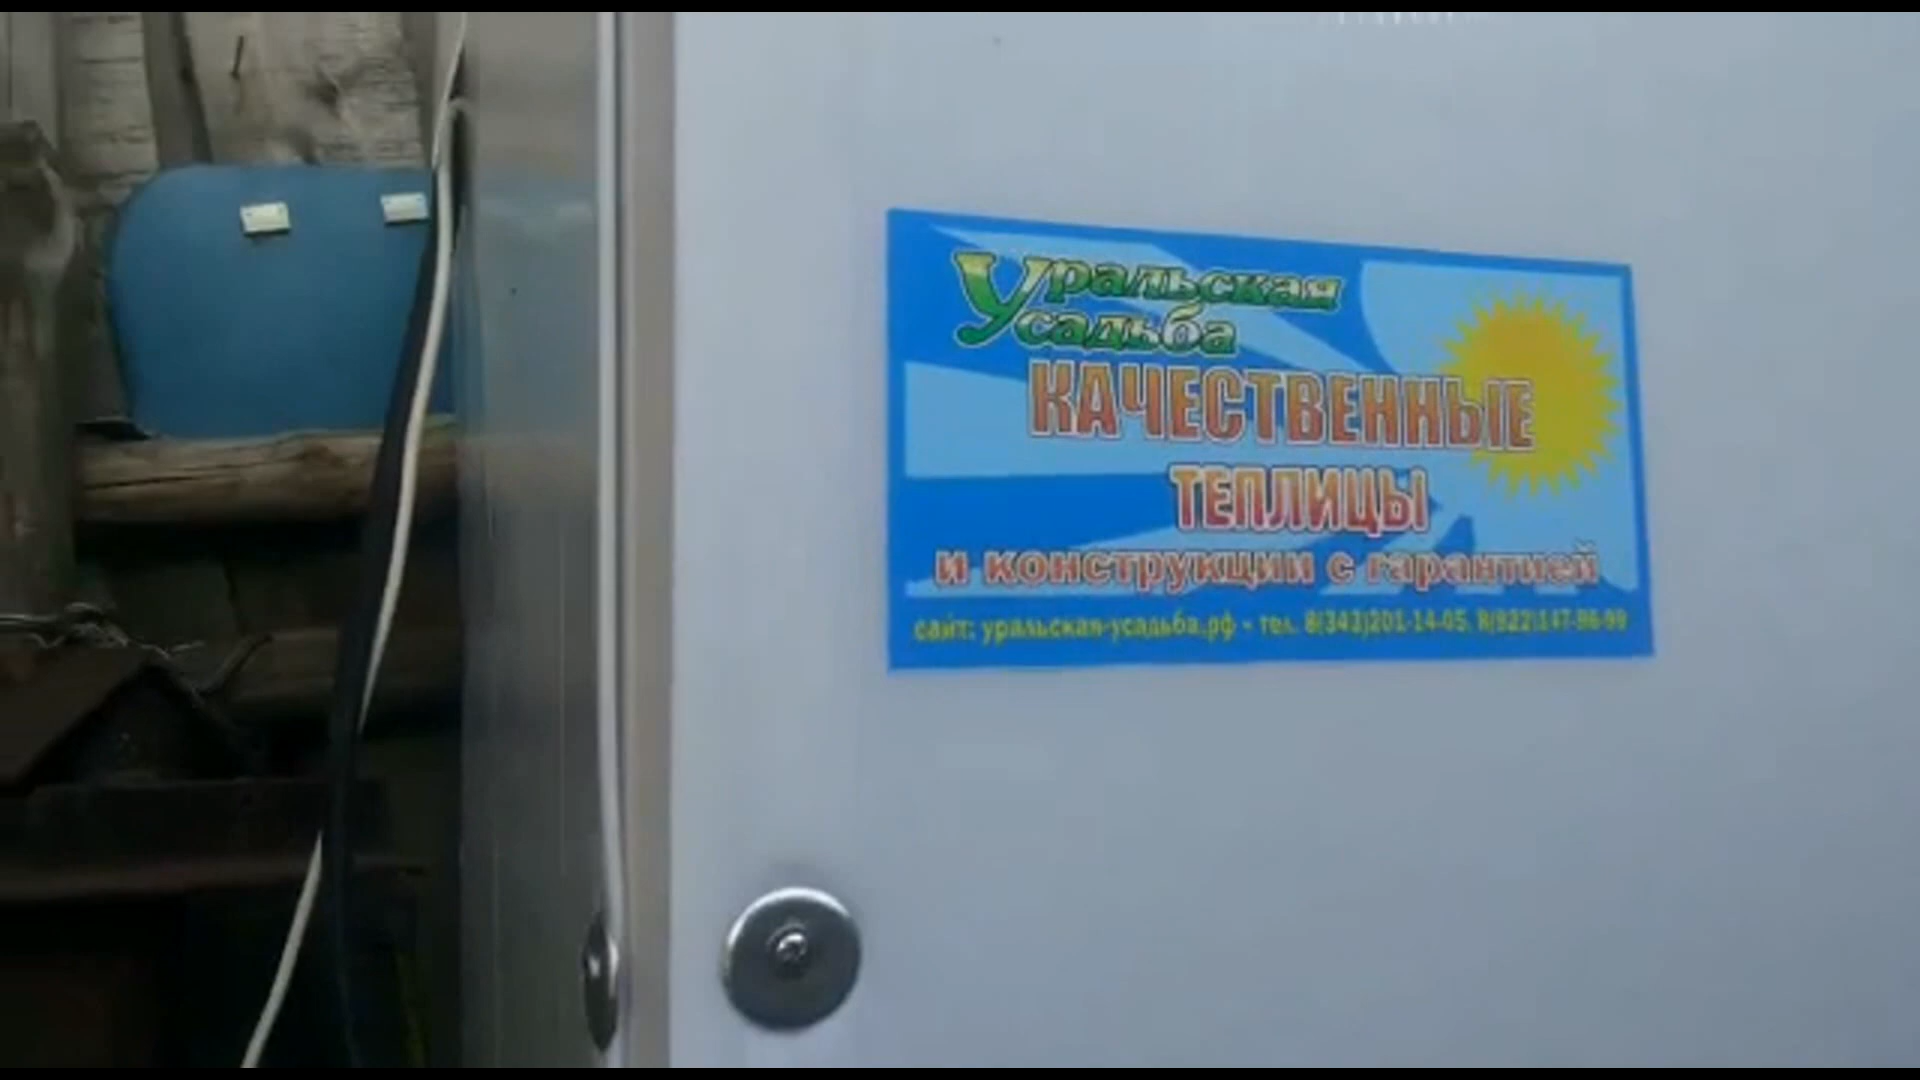 Уральская
Усадьба
КАЧЕСТВЕННЫЕ
ТЕПЛИЦЫ
и конструкции с гарантией
сайт: уральская-усадьба.рф - тел. 8(343)201-14-05, 8(922)147-96-99